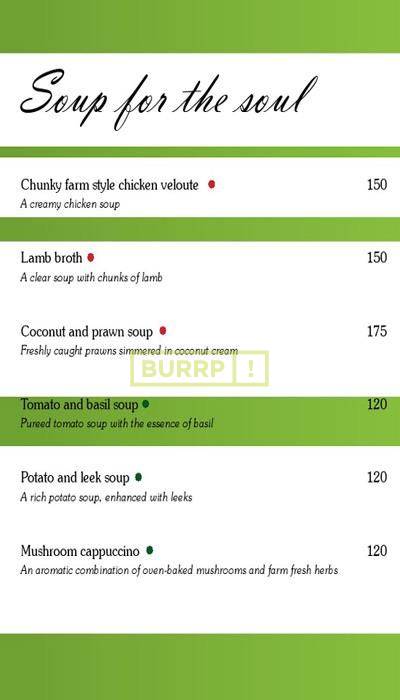 Soup for the soul
Chunky farm style chicken veloute 150
A creamy chicken soup
Lamb broth 150
A clear soup with chunks of lamb
Coconut and prawn soup 175
Freshly caught prawns simmered in coconut cream
BURRP !
Tomato and basil soup 120
Pureed tomato soup with the essence of basil
Potato and leek soup 120
A rich potato soup, enhanced with leeks
Mushroom cappuccino 120
An aromatic combination of oven-baked mushrooms and farm fresh herbs